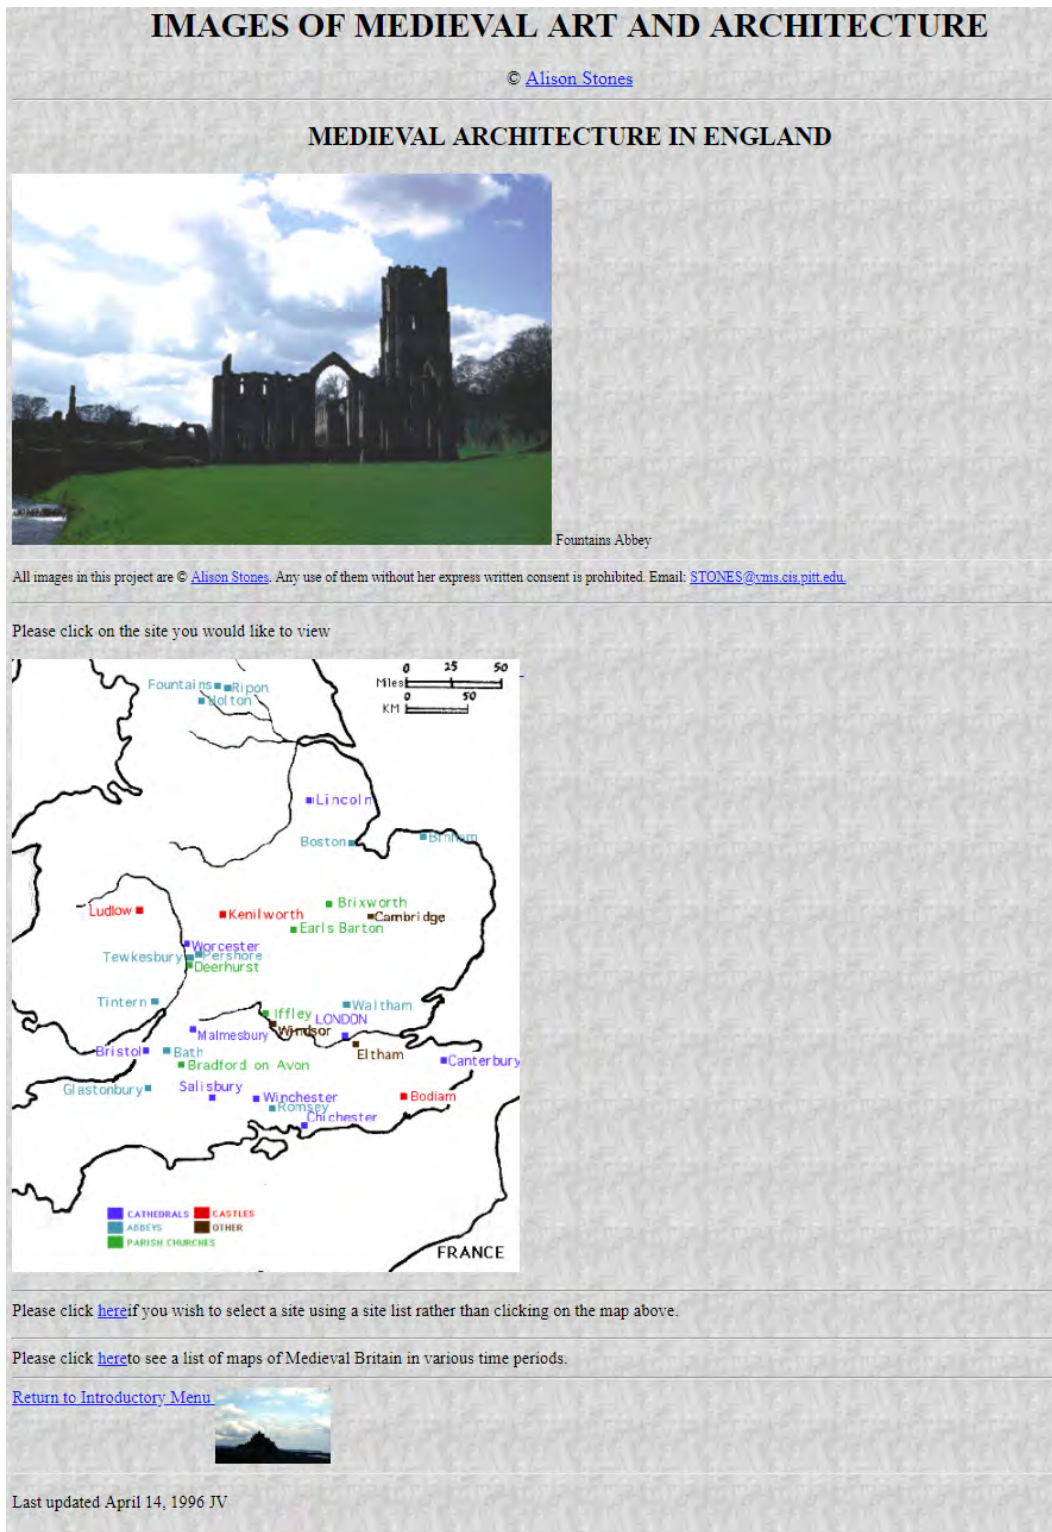 IMAGES OF MEDIEVAL ART AND ARCHITECTURE
© Alison Stones
MEDIEVAL ARCHITECTURE IN ENGLAND
Fountains Abbey
All images in this project are © Alison Stones. Any use of them without her express written consent is prohibited. Email: STONES@vms.cis.pitt.edu.
Please click on the site you would like to view
0 25 50
Miles
0 50
KM
Fountains
Ripon
Bolton
Lincoln
Boston
Binham
Brixworth
Ludlow
Kenilworth
Cambridge
Earls Barton
Worcester
Tewkesbury
Pershore
Deerhurst
Tintern
Waltham
Iffley
LONDON
Windsor
Malmesbury
Bristol
Bath
Eltham
Canterbury
Bradford on Avon
Glastonbury
Salisbury
Winchester
Bodiam
Romsey
Chichester
CATHEDRALS
CASTLES
ABBEYS
OTHER
PARISH CHURCHES
FRANCE
Please click hereif you wish to select a site using a site list rather than clicking on the map above.
Please click hereto see a list of maps of Medieval Britain in various time periods.
Return to Introductory Menu
Last updated April 14, 1996 JV